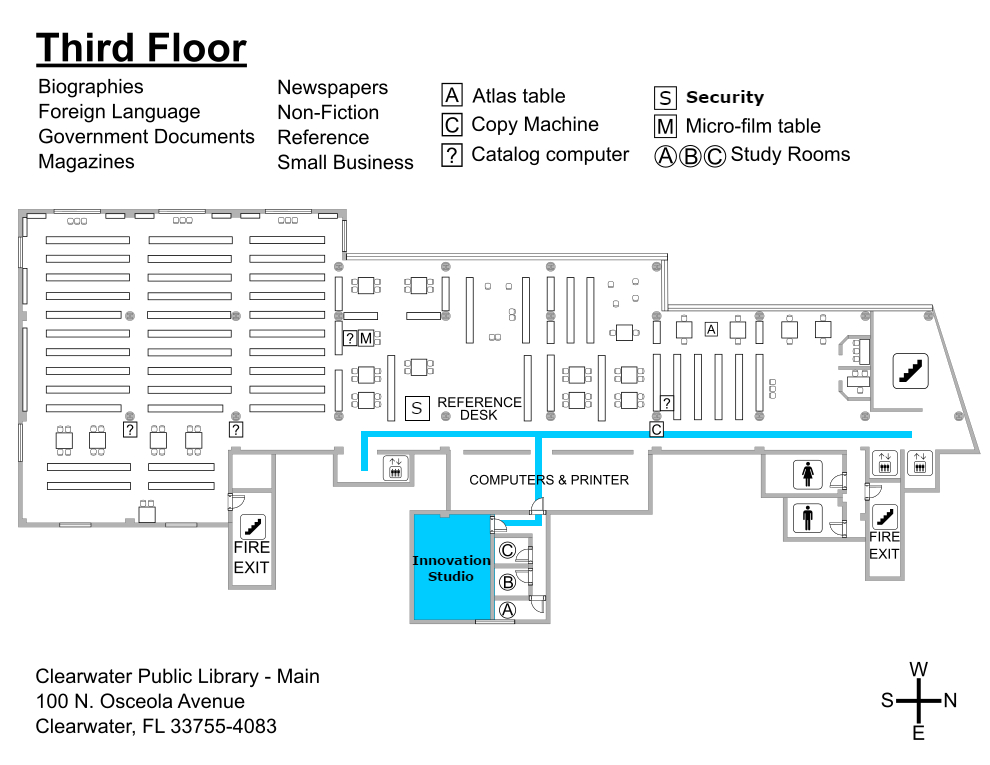 Third Floor
Biographies
Foreign Language
Government Documents
Magazines
Newspapers
Non-Fiction
Reference
Small Business
A Atlas table
C Copy Machine
? Catalog computer
S Security
M Micro-film table
A B C Study Rooms
A
? M
S
REFERENCE
DESK
?
?
?
C
COMPUTERS & PRINTER
FIRE
EXIT
Innovation
Studio
C
B
A
FIRE
EXIT
Clearwater Public Library - Main
100 N. Osceola Avenue
Clearwater, FL 33755-4083
W
S N
E